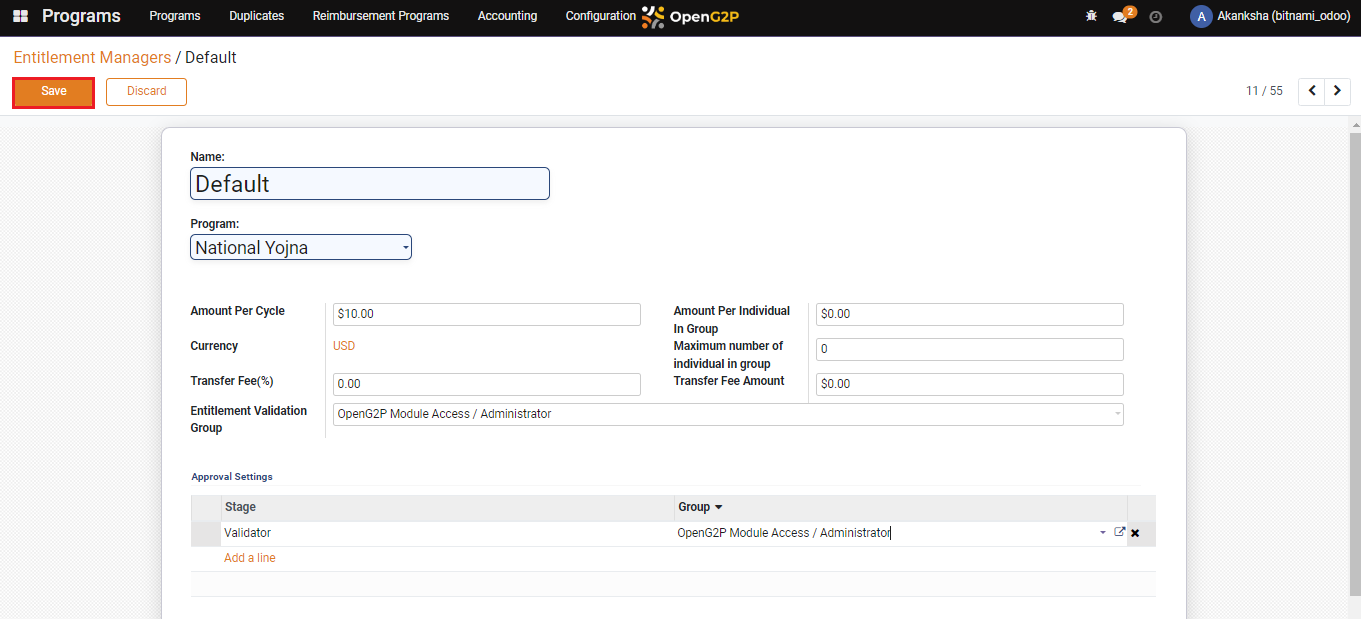 Programs Programs Duplicates Reimbursement Programs Accounting Configuration OpenG2P 2 A Akanksha (bitnami_odoo)
Entitlement Managers / Default
Save Discard 11 / 55
Name:
Default
Program:
National Yojna
Amount Per Cycle $10.00 Amount Per Individual In Group $0.00
Currency USD Maximum number of individual in group 0
Transfer Fee(%) 0.00 Transfer Fee Amount $0.00
Entitlement Validation Group OpenG2P Module Access / Administrator
Approval Settings
Stage Group
Validator OpenG2P Module Access / Administrator
Add a line